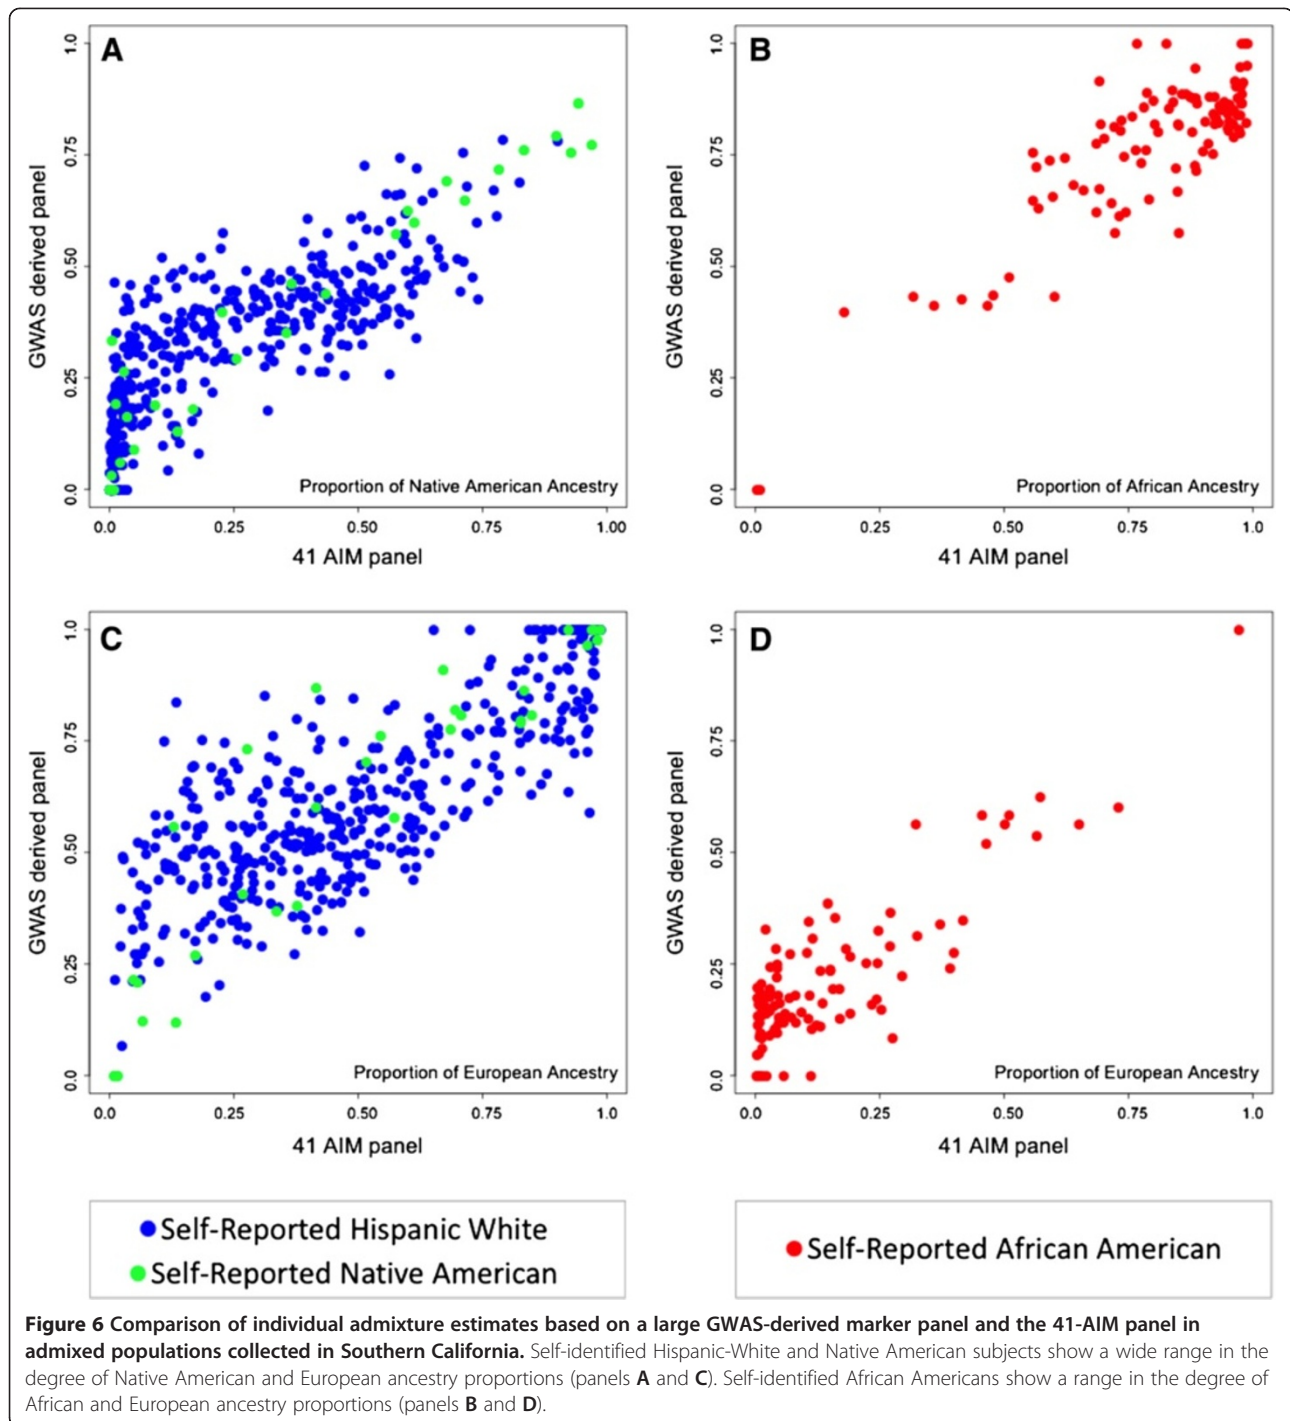 A
1.0
0.75
0.50
0.25
0.0
GWAS derived panel
Proportion of Native American Ancestry
0.0 0.25 0.50 0.75 1.00
41 AIM panel
B
1.0
0.75
0.50
0.25
0.0
GWAS derived panel
Proportion of African Ancestry
0.0 0.25 0.50 0.75 1.0
41 AIM panel
C
1.0
0.75
0.50
0.25
0.0
GWAS derived panel
Proportion of European Ancestry
0.0 0.25 0.50 0.75 1.0
41 AIM panel
D
1.0
0.75
0.50
0.25
0.0
GWAS derived panel
Proportion of European Ancestry
0.0 0.25 0.50 0.75 1.0
41 AIM panel
Self-Reported Hispanic White
Self-Reported Native American
Self-Reported African American
Figure 6 Comparison of individual admixture estimates based on a large GWAS-derived marker panel and the 41-AIM panel in
admixed populations collected in Southern California. Self-identified Hispanic-White and Native American subjects show a wide range in the
degree of Native American and European ancestry proportions (panels A and C). Self-identified African Americans show a range in the degree of
African and European ancestry proportions (panels B and D).